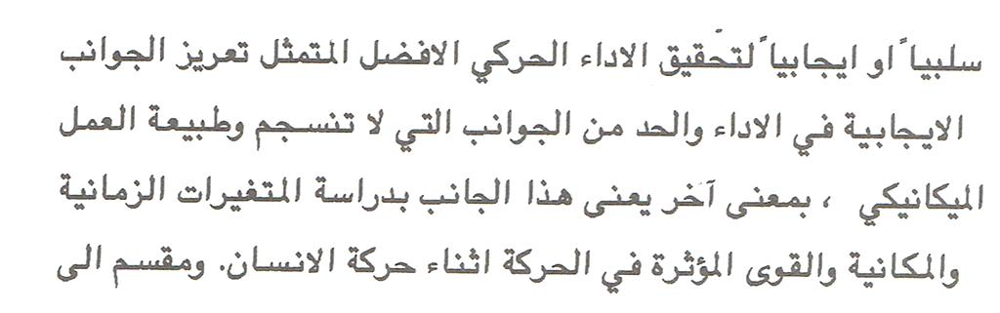 سلبياً او ايجابياً لتحقيق الاداء الحركي الافضل المتمثل تعريز الجوانب
الايجابية في الاداء والحد من الجوانب التي لا تنسجم وطبيعة العمل
الميكانيكي ، بمعنى آخر يعنى هذا الجانب بدراسة المتغيرات الزمانية
والمكانية والقوى المؤثرة في الحركة اثناء حركة الانسان. ومقسم الى